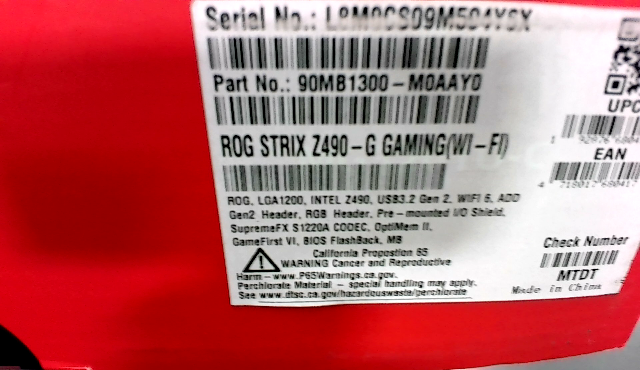 Serial No.:
Part No.: 90MB1300-M0AAY0
UPC
ROG STRIX Z490-G GAMING(WI-FI)
EAN
ROG, LGA1200, INTEL Z490, USB3.2 Gen 2, WIFI 6, ADD
Gen2 Header, RGB Header, Pre-mounted I/O Shield,
SupremeFX S1220A CODEC, OptiMem II,
GameFirst VI, BIOS FlashBack, MB
California Propostion 65
WARNING Cancer and Reproductive
Harm - www.P65Warnings.ca.gov.
Perchlorate Material - special handling may apply.
See www.dtsc.ca.gov/hazardouswaste/perchlorate
Check Number
MTDT
Made in China